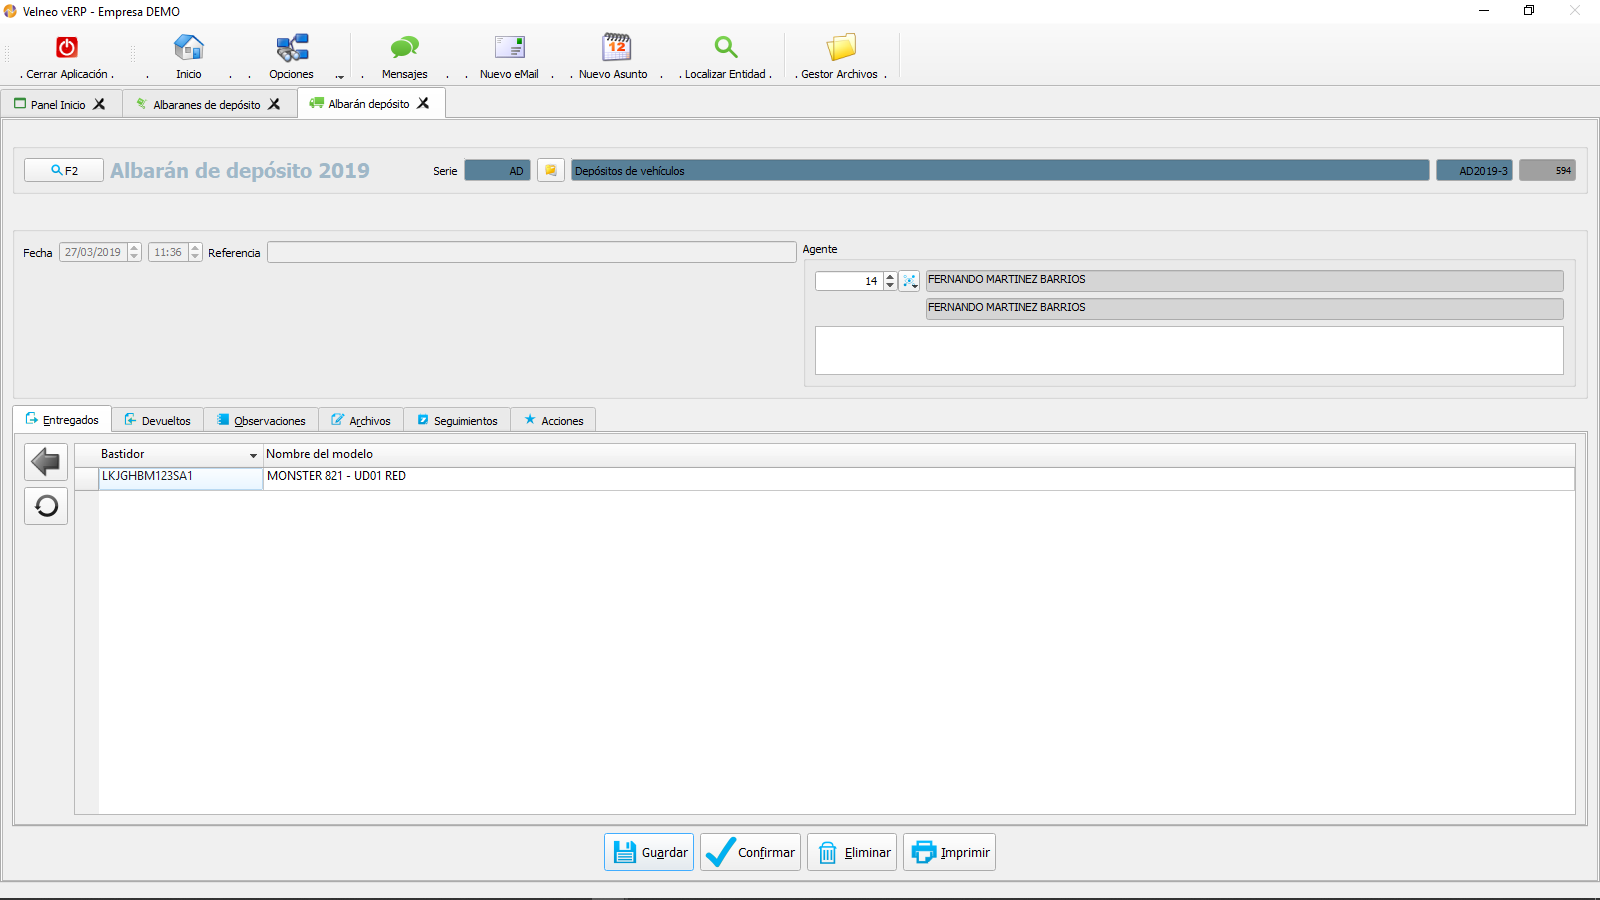 Velneo vERP - Empresa DEMO
. Cerrar Aplicación . . Inicio . . Opciones . Mensajes . . Nuevo eMail . . Nuevo Asunto . . Localizar Entidad . . Gestor Archivos .
Panel Inicio Albaranes de depósito Albarán depósito
F2 Albarán de depósito 2019 Serie AD Depósitos de vehículos AD2019-3 594
Fecha 27/03/2019 11:36 Referencia Agente
14 FERNANDO MARTINEZ BARRIOS
FERNANDO MARTINEZ BARRIOS
Entregados Devueltos Observaciones Archivos Seguimientos Acciones
Bastidor Nombre del modelo
LKJGHBM123SA1 MONSTER 821 - UD01 RED
Guardar Confirmar Eliminar Imprimir